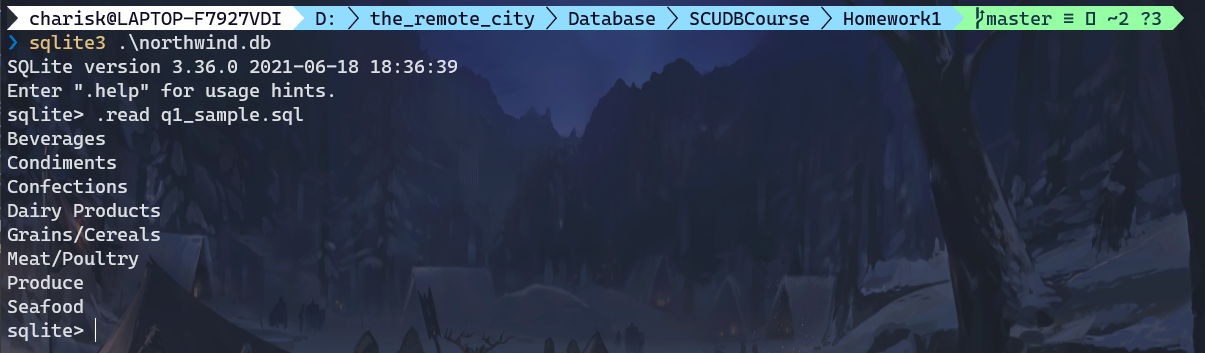 charisk@LAPTOP-F7927VDI D: the_remote_city Database SCUDBCourse Homework1 master ≡ ~2 ?3
❯ sqlite3 .\northwind.db
SQLite version 3.36.0 2021-06-18 18:36:39
Enter ".help" for usage hints.
sqlite> .read q1_sample.sql
Beverages
Condiments
Confections
Dairy Products
Grains/Cereals
Meat/Poultry
Produce
Seafood
sqlite>